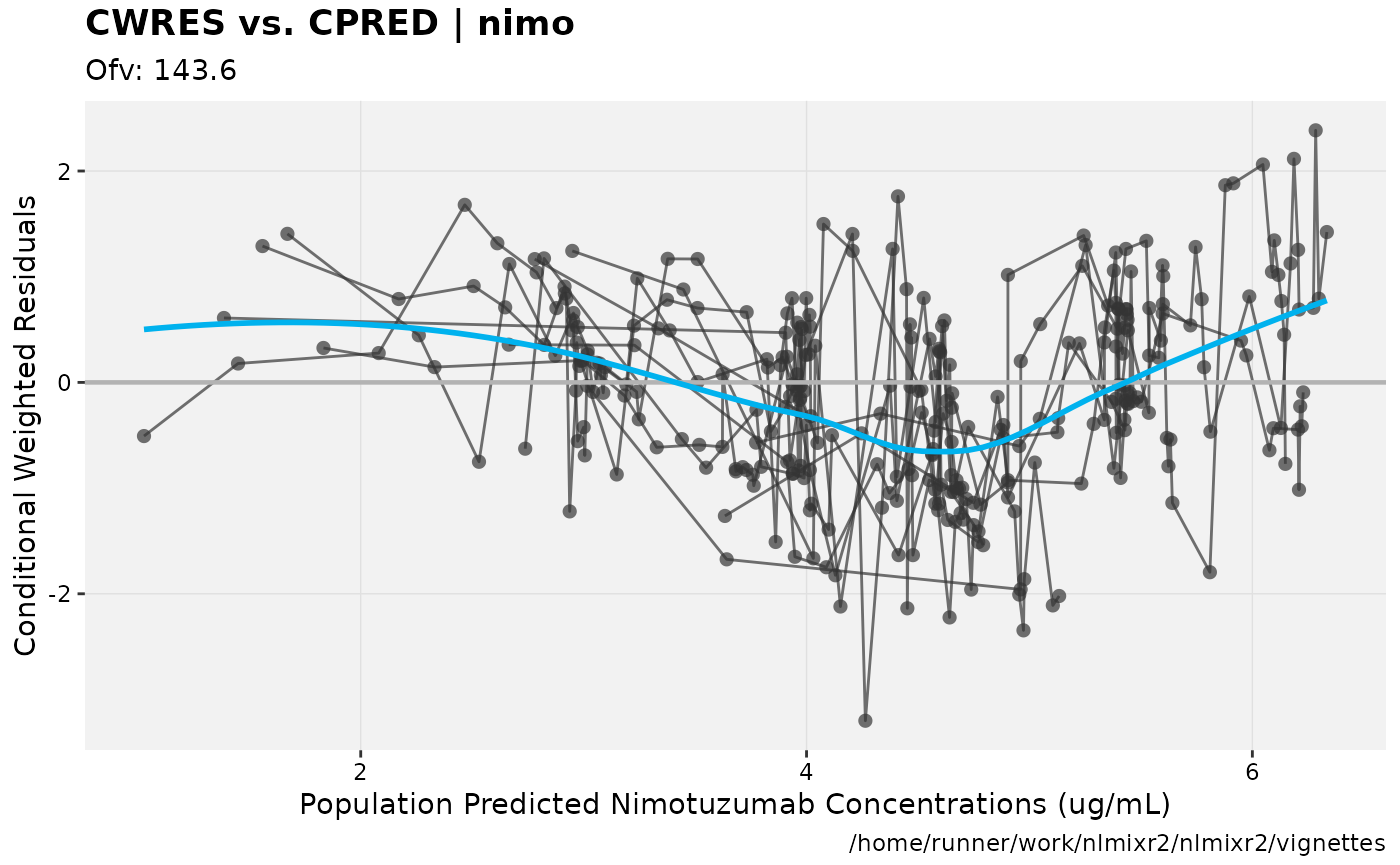 CWRES vs. CPRED | nimo
Ofv: 143.6
Conditional Weighted Residuals
2
0
-2
2
4
6
Population Predicted Nimotuzumab Concentrations (ug/mL)
/home/runner/work/nlmixr2/nlmixr2/vignettes